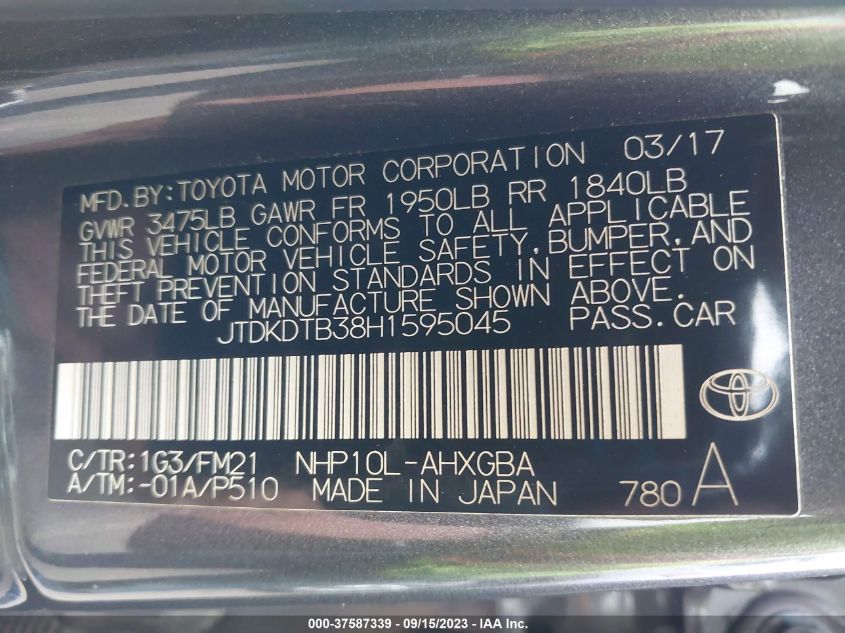 MFD. BY: TOYOTA MOTOR CORPORATION 03/17
GVWR 3475LB GAWR FR 1950LB RR 1840LB
THIS VEHICLE CONFORMS TO ALL APPLICABLE
FEDERAL MOTOR VEHICLE SAFETY, BUMPER, AND
THEFT PREVENTION STANDARDS IN EFFECT ON
THE DATE OF MANUFACTURE SHOWN ABOVE.
JTDKDTB38H1595045 PASS. CAR
C/TR: 1G3/FM21 NHP10L-AHXGBA
A/TM: -01A/P510 MADE IN JAPAN 780 A
000-37587339 - 09/15/2023 - IAA Inc.